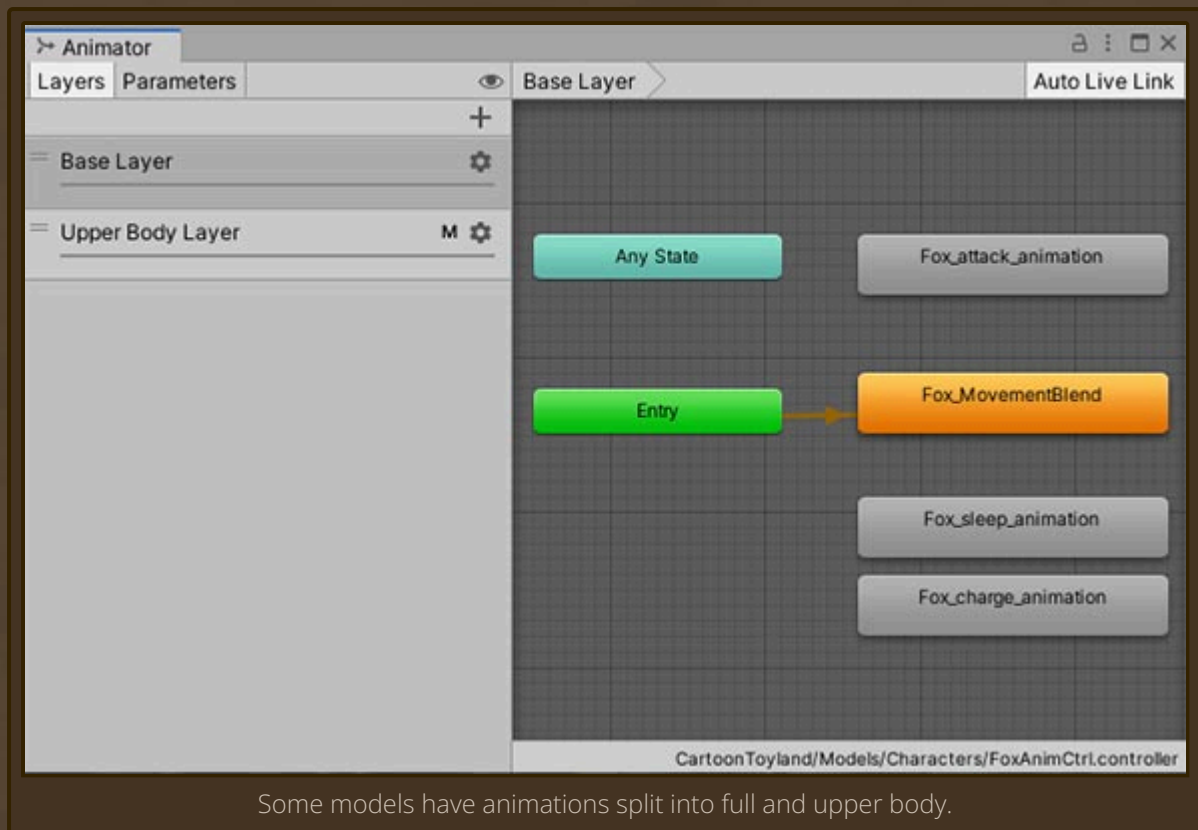 Animator
Layers Parameters
Base Layer
Auto Live Link
Base Layer
Upper Body Layer M
Any State
Fox_attack_animation
Entry
Fox_MovementBlend
Fox_sleep_animation
Fox_charge_animation
CartoonToyland/Models/Characters/FoxAnimCtrl.controller
Some models have animations split into full and upper body.